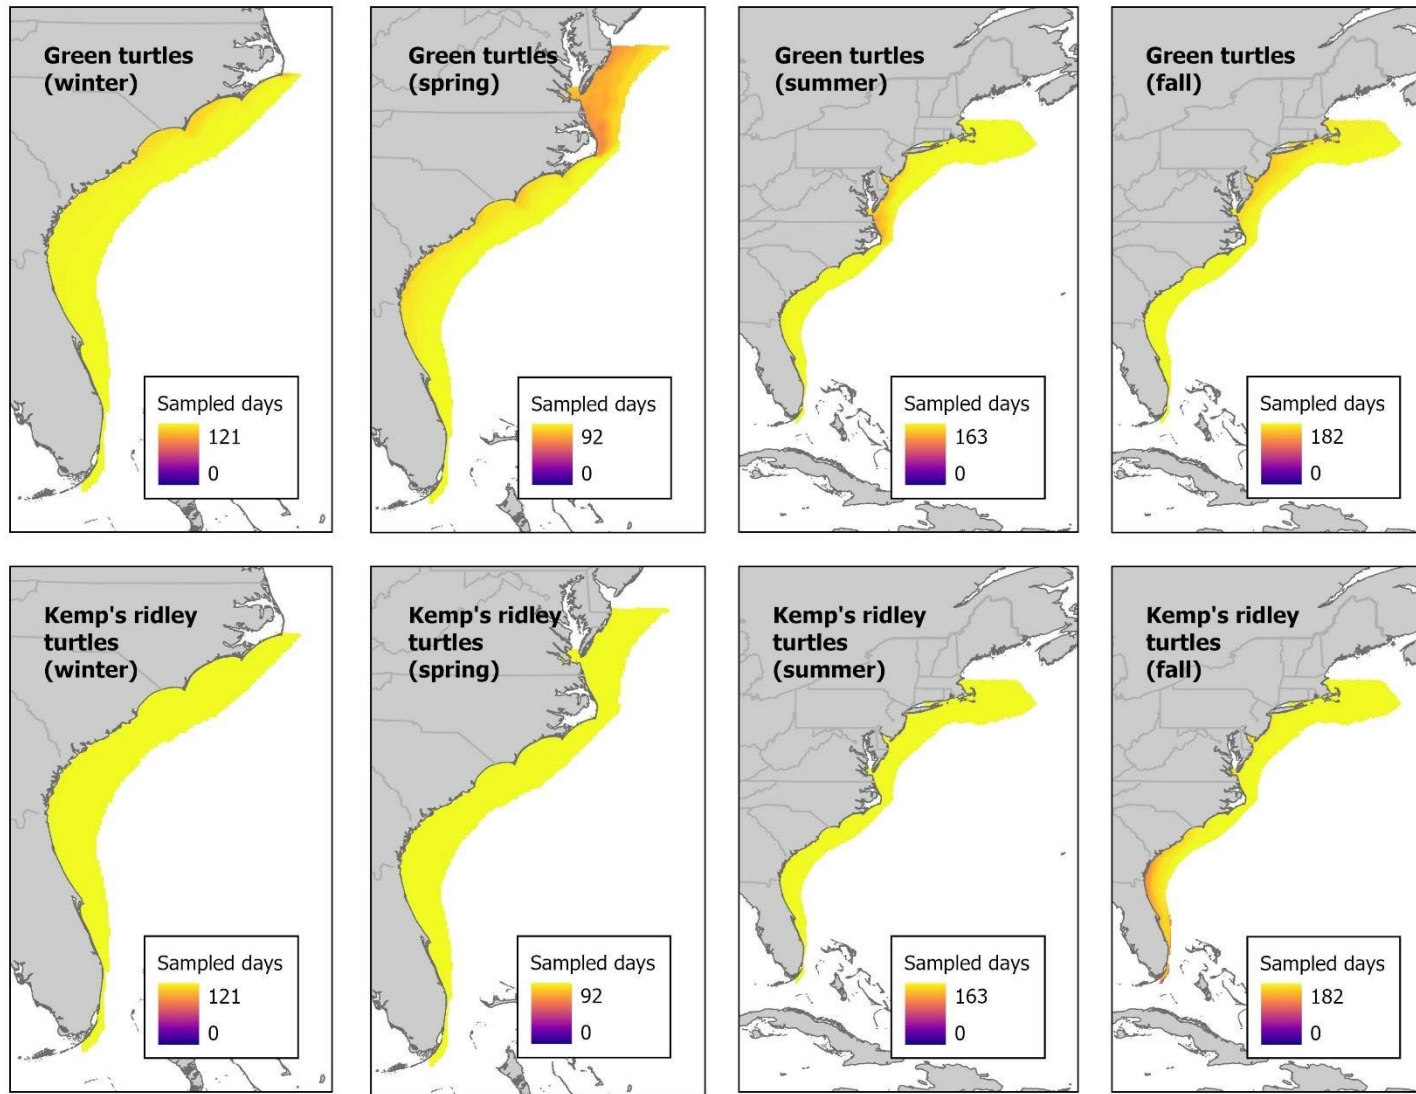 Green turtles
(winter)
Sampled days
121
0
Green turtles
(spring)
Sampled days
92
0
Green turtles
(summer)
Sampled days
163
0
Green turtles
(fall)
Sampled days
182
0
Kemp's ridley
turtles
(winter)
Sampled days
121
0
Kemp's ridley
turtles
(spring)
Sampled days
92
0
Kemp's ridley
turtles
(summer)
Sampled days
163
0
Kemp's ridley
turtles
(fall)
Sampled days
182
0